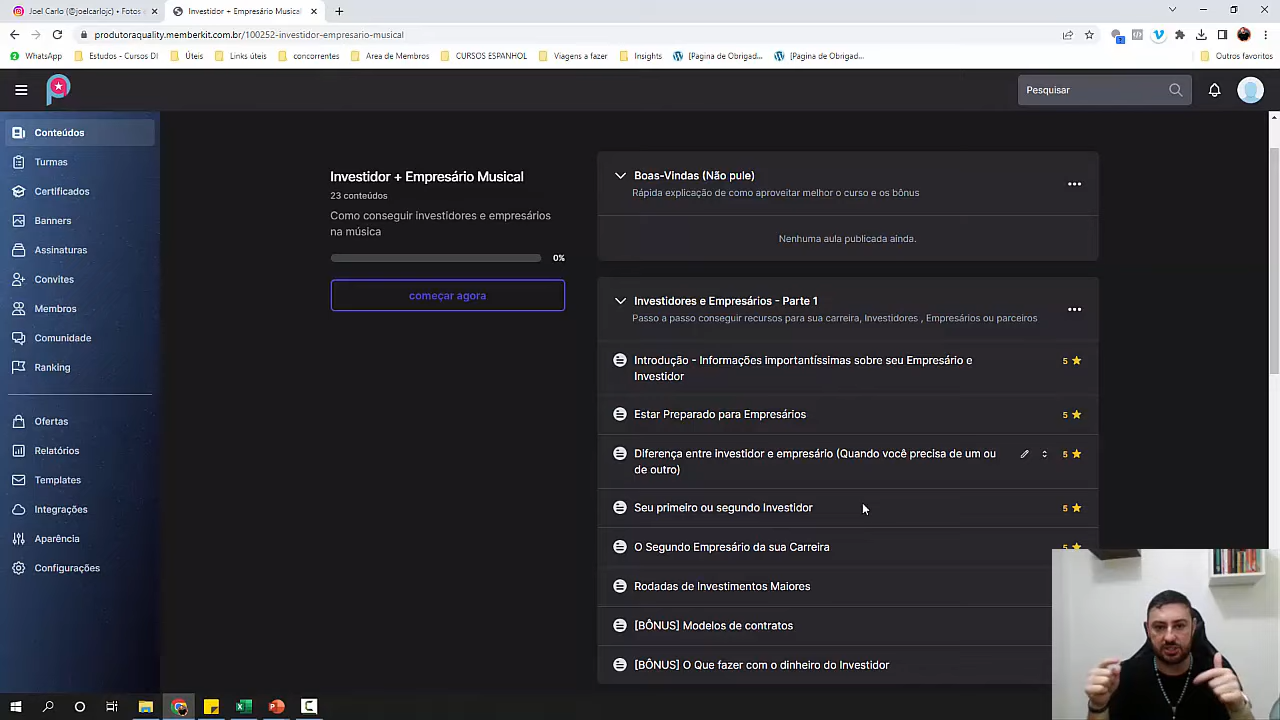 Joel Carlo (@joelcarlojc) • Fotos e
Investidor + Empresário Musical
produtoraquality.memberkit.com.br/100252-investidor-empresario-musical
WhatsApp
Estudos - Cursos DI
Úteis
Link úteis
concorrentes
Area de Membros
CURSOS ESPANHOL
Viagens a fazer
Insights
[Pagina de Obrigad...
[Pagina de Obrigad...
Outros favoritos
Pesquisar
Conteúdos
Turmas
Certificados
Banners
Assinaturas
Convites
Membros
Comunidade
Ranking
Ofertas
Relatórios
Templates
Integrações
Aparência
Configurações
Investidor + Empresário Musical
23 conteúdos
Como conseguir investidores e empresários
na música
0%
começar agora
Boas-Vindas (Não pule)
Rápida explicação de como aproveitar melhor o curso e os bônus
Nenhuma aula publicada ainda.
Investidores e Empresários - Parte 1
Passo a passo conseguir recursos para sua carreira, Investidores , Empresários ou parceiros
Introdução - Informações importantíssimas sobre seu Empresário e
Investidor
5
Estar Preparado para Empresários
5
Diferença entre investidor e empresário (Quando você precisa de um ou
de outro)
5
Seu primeiro ou segundo Investidor
5
O Segundo Empresário da sua Carreira
5
Rodadas de Investimentos Maiores
[BÔNUS] Modelos de contratos
[BÔNUS] O Que fazer com o dinheiro do Investidor